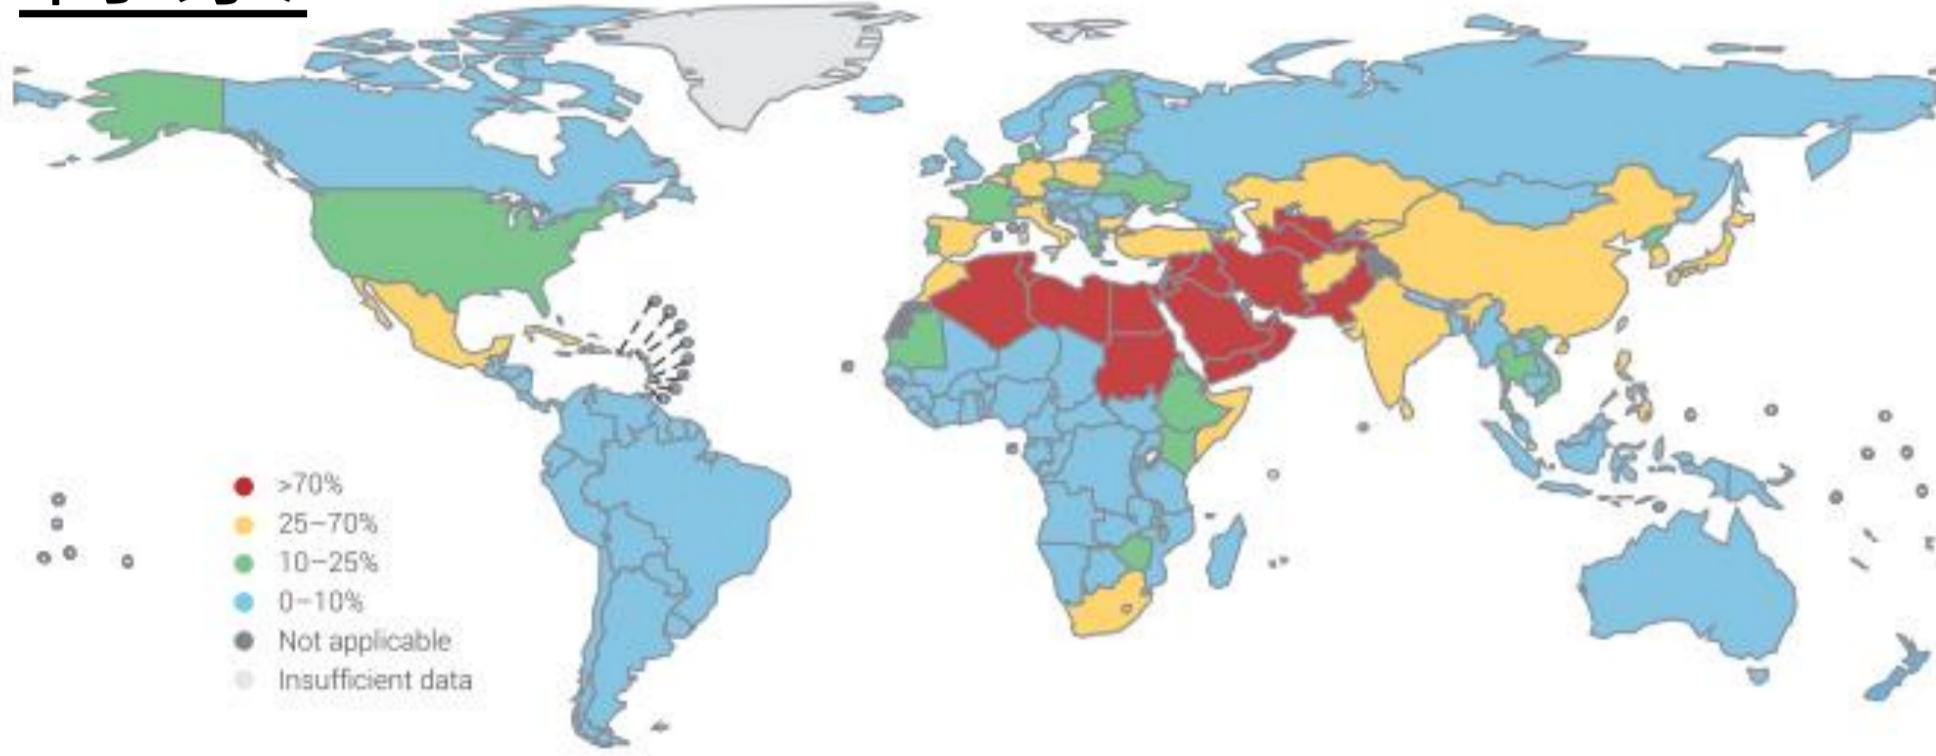 >70%
25–70%
10–25%
0–10%
Not applicable
Insufficient data